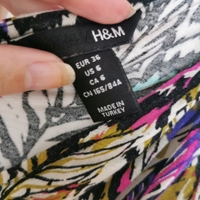 H&M
EUR 36
US 6
CA 6
CN 165/84A
MADE IN
TURKEY